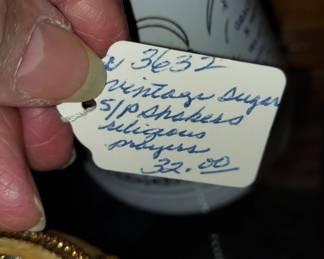 3632
vintage Sugar
S/P Shakers
religious
prayers
32.00